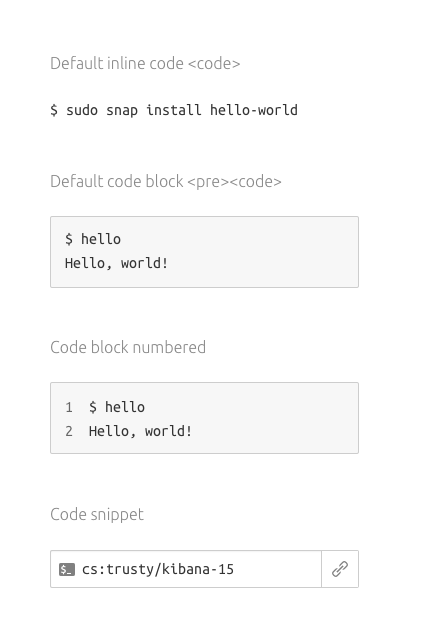 Default inline code <code>
$ sudo snap install hello-world
Default code block <pre><code>
$ hello
Hello, world!
Code block numbered
1 $ hello
2 Hello, world!
Code snippet
$_ cs:trusty/kibana-15